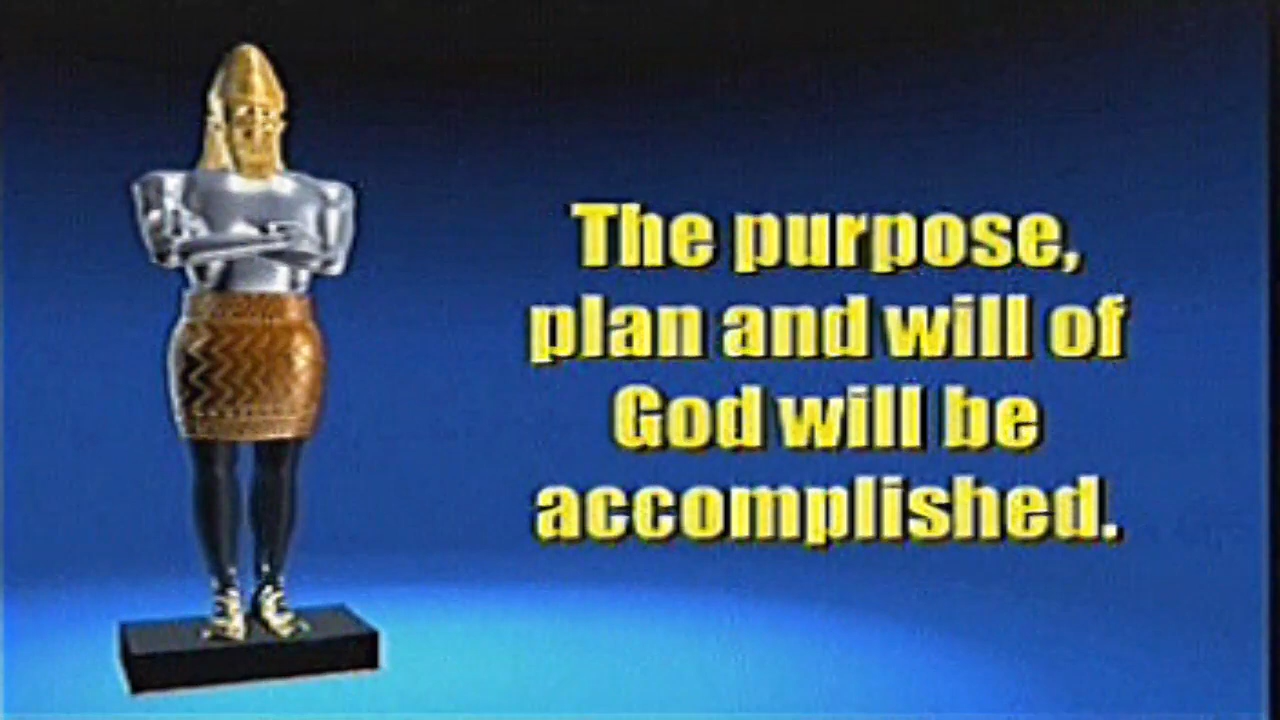 The purpose,
plan and will of
God will be
accomplished.